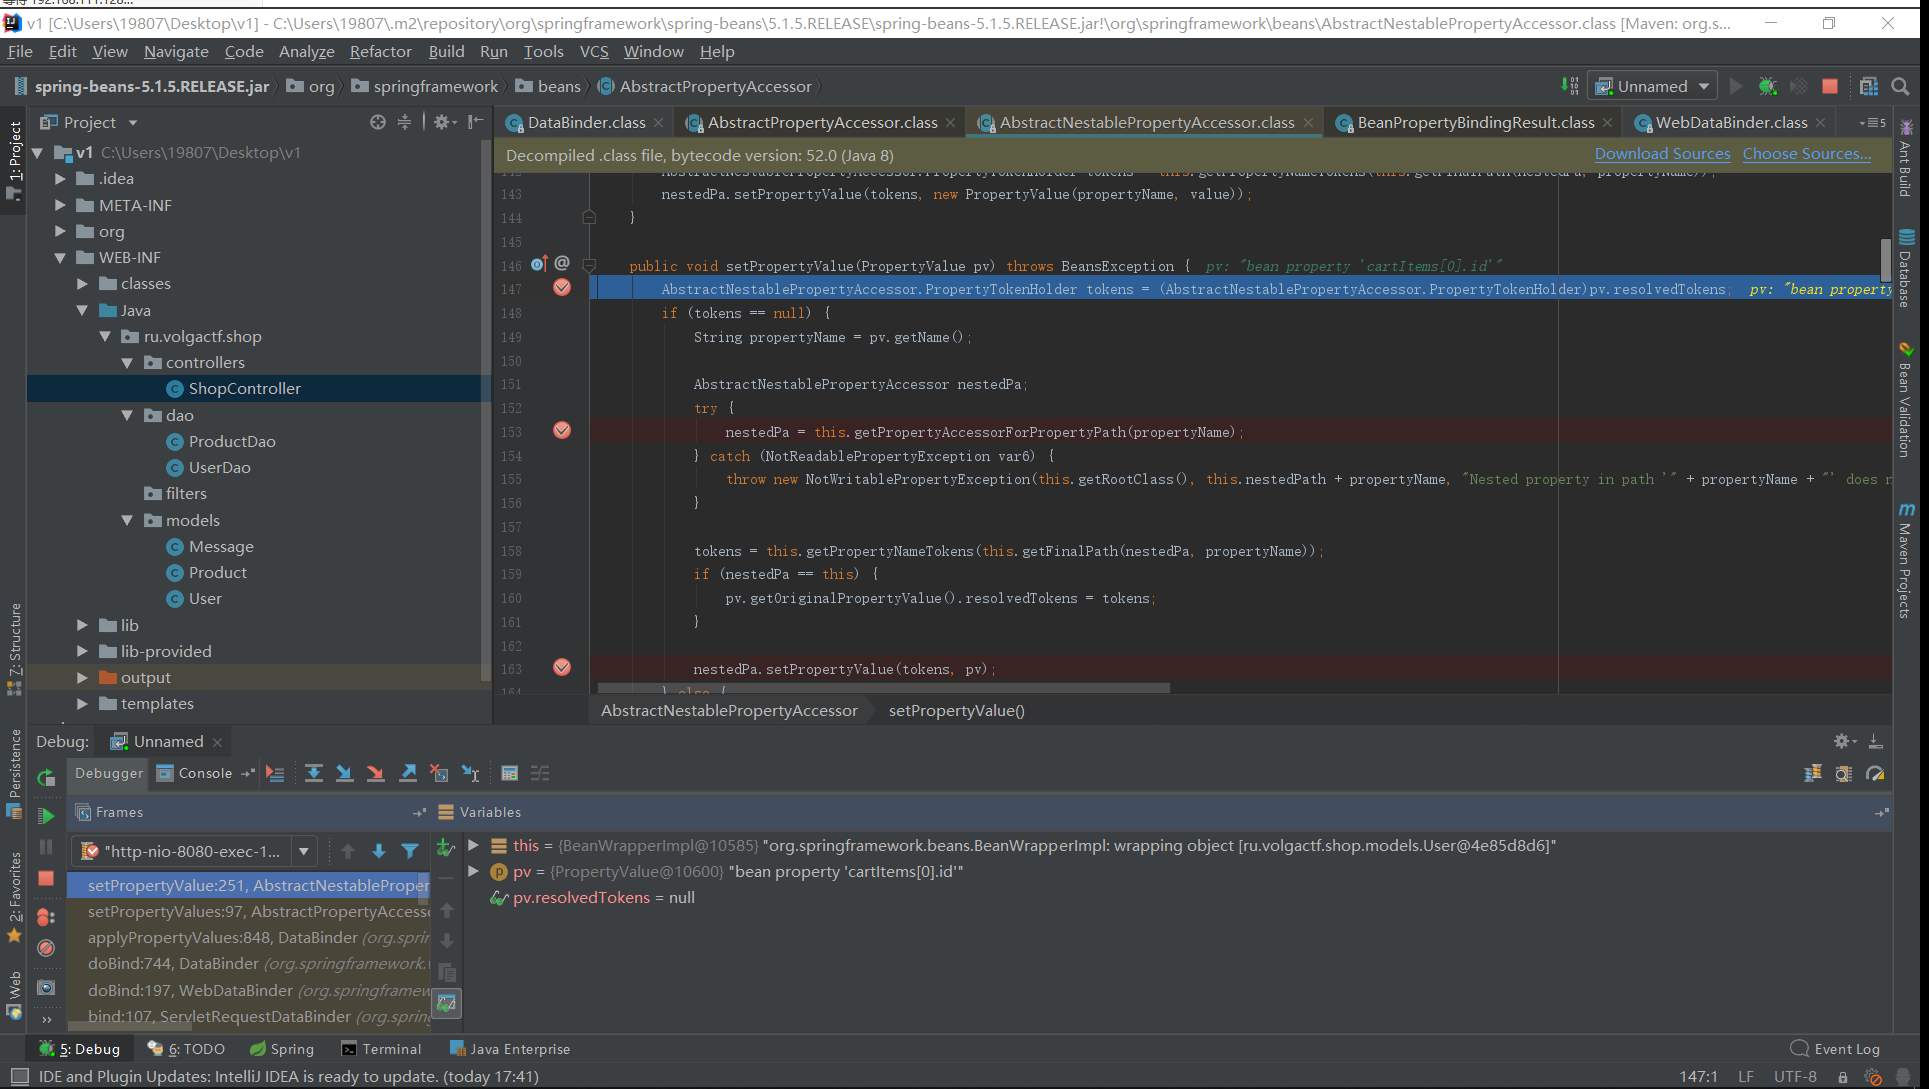 v1 [C:\Users\19807\Desktop\v1] - C:\Users\19807\.m2\repository\org\springframework\spring-beans\5.1.5.RELEASE\spring-beans-5.1.5.RELEASE.jar!\org\springframework\beans\AbstractNestablePropertyAccessor.class [Maven: org.s...
File Edit View Navigate Code Analyze Refactor Build Run Tools VCS Window Help
spring-beans-5.1.5.RELEASE.jar org springframework beans AbstractPropertyAccessor
Unnamed
Project
DataBinder.class AbstractPropertyAccessor.class AbstractNestablePropertyAccessor.class BeanPropertyBindingResult.class WebDataBinder.class 5
Decompiled .class file, bytecode version: 52.0 (Java 8) Download Sources Choose Sources...
1: Project
7: Structure
Persistence
2: Favorites
Web
v1 C:\Users\19807\Desktop\v1
.idea
META-INF
org
WEB-INF
classes
Java
ru.volgactf.shop
controllers
ShopController
dao
ProductDao
UserDao
filters
models
Message
Product
User
lib
lib-provided
output
templates
143 nestedPa.setPropertyValue(tokens, new PropertyValue(propertyName, value));
144 }
145
146 @ public void setPropertyValue(PropertyValue pv) throws BeansException { pv: "bean property 'cartItems[0].id'"
147 AbstractNestablePropertyAccessor.PropertyTokenHolder tokens = (AbstractNestablePropertyAccessor.PropertyTokenHolder)pv.resolvedTokens; pv: "bean property
148 if (tokens == null) {
149 String propertyName = pv.getName();
150
151 AbstractNestablePropertyAccessor nestedPa;
152 try {
153 nestedPa = this.getPropertyAccessorForPropertyPath(propertyName);
154 } catch (NotReadablePropertyException var6) {
155 throw new NotWritablePropertyException(this.getRootClass(), this.nestedPath + propertyName, "Nested property in path '" + propertyName + "' does n
156 }
157
158 tokens = this.getPropertyNameTokens(this.getFinalPath(nestedPa, propertyName));
159 if (nestedPa == this) {
160 pv.getOriginalPropertyValue().resolvedTokens = tokens;
161 }
162
163 nestedPa.setPropertyValue(tokens, pv);
164 } else {
AbstractNestablePropertyAccessor setPropertyValue()
Ant Build
Database
Bean Validation
Maven Projects
Debug: Unnamed
Debugger Console
Frames Variables
"http-nio-8080-exec-1...
setPropertyValue:251, AbstractNestableProper
setPropertyValues:97, AbstractPropertyAccess
applyPropertyValues:848, DataBinder (org.sprin
doBind:744, DataBinder (org.springframework.
doBind:197, WebDataBinder (org.springframew
bind:107, ServletRequestDataBinder (org.spring
this = {BeanWrapperImpl@10585} "org.springframework.beans.BeanWrapperImpl: wrapping object [ru.volgactf.shop.models.User@4e85d8d6]"
pv = {PropertyValue@10600} "bean property 'cartItems[0].id'"
pv.resolvedTokens = null
5: Debug 6: TODO Spring Terminal Java Enterprise Event Log
IDE and Plugin Updates: IntelliJ IDEA is ready to update. (today 17:41) 147:1 LF UTF-8